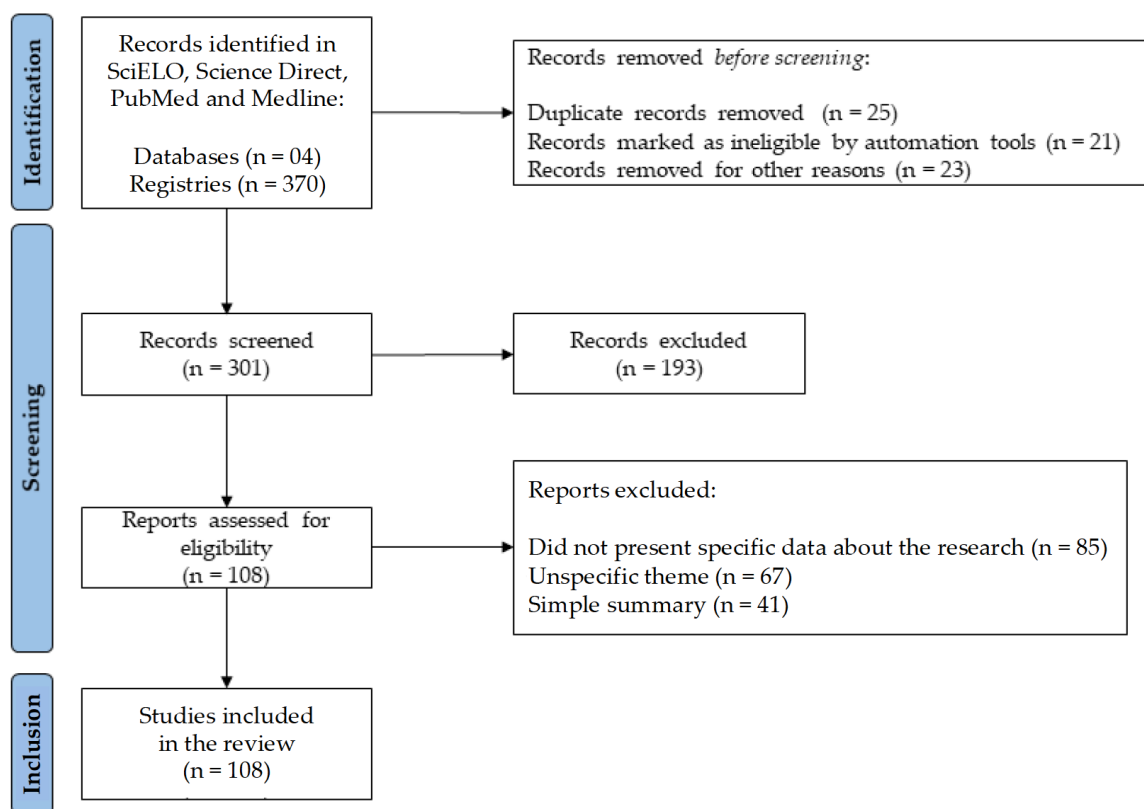 Identification
Records identified in
SciELO, Science Direct,
PubMed and Medline:
Databases (n = 04)
Registries (n = 370)
Records removed before screening:
Duplicate records removed (n = 25)
Records marked as ineligible by automation tools (n = 21)
Records removed for other reasons (n = 23)
Screening
Records screened
(n = 301)
Records excluded
(n = 193)
Reports assessed for
eligibility
(n = 108)
Reports excluded:
Did not present specific data about the research (n = 85)
Unspecific theme (n = 67)
Simple summary (n = 41)
Inclusion
Studies included
in the review
(n = 108)